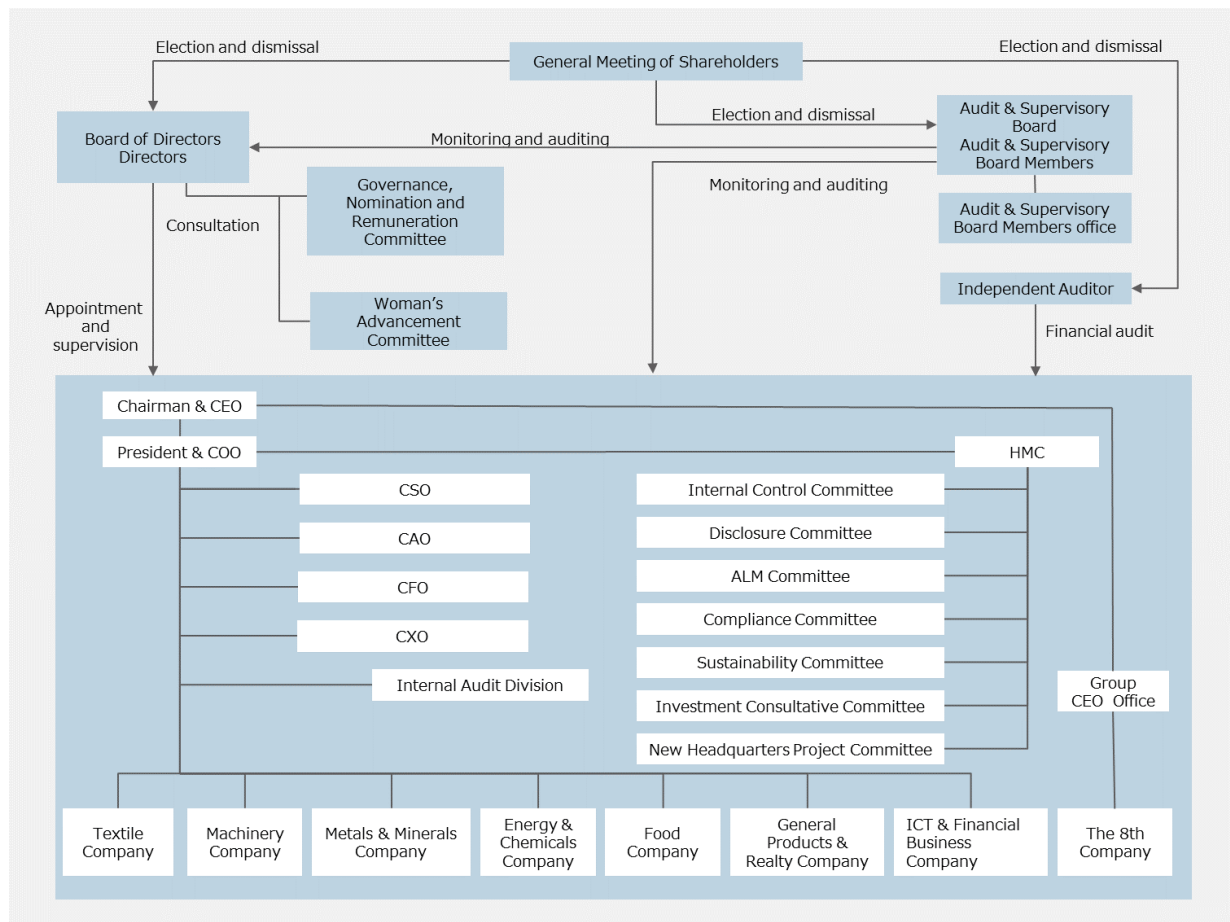 Election and dismissal
General Meeting of Shareholders
Election and dismissal
Board of Directors
Directors
Monitoring and auditing
Election and dismissal
Audit & Supervisory
Board
Audit & Supervisory
Board Members
Monitoring and auditing
Governance,
Nomination and
Remuneration
Committee
Consultation
Audit & Supervisory
Board Members office
Independent Auditor
Woman's
Advancement
Committee
Appointment
and
supervision
Financial audit
Chairman & CEO
President & COO
HMC
CSO
CAO
CFO
CXO
Internal Audit Division
Internal Control Committee
Disclosure Committee
ALM Committee
Compliance Committee
Sustainability Committee
Investment Consultative Committee
New Headquarters Project Committee
Group
CEO Office
Textile
Company
Machinery
Company
Metals & Minerals
Company
Energy &
Chemicals
Company
Food
Company
General
Products &
Realty Company
ICT & Financial
Business
Company
The 8th
Company